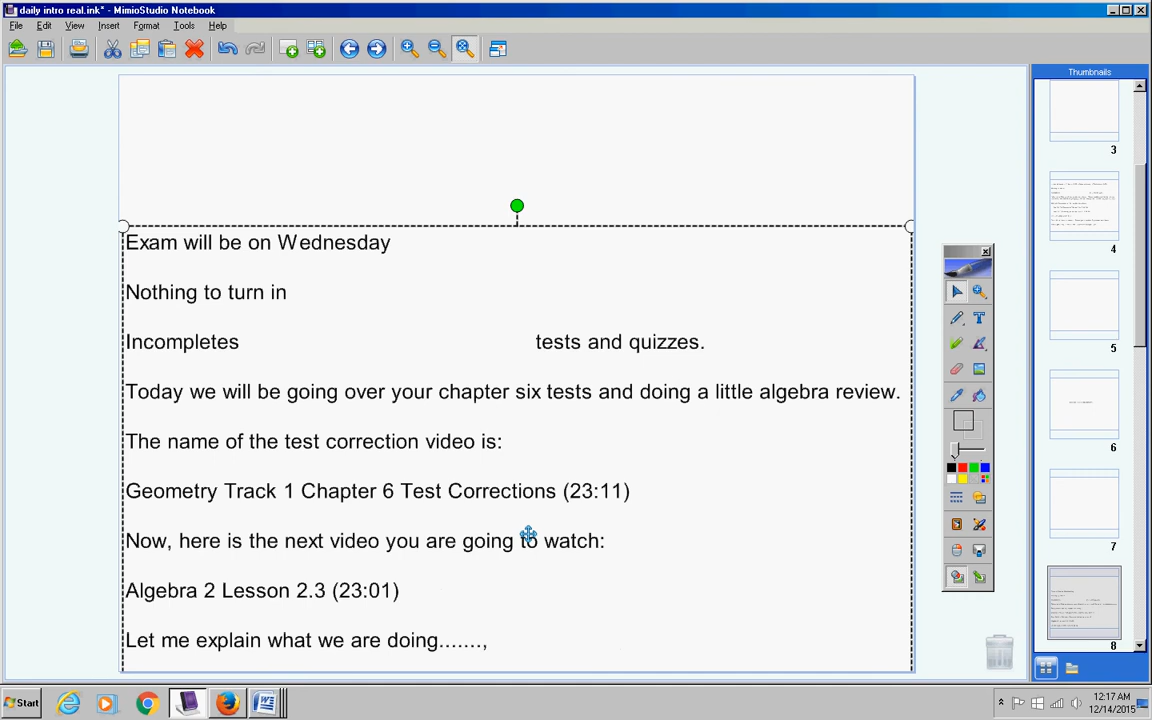 daily intro real.ink* - MimioStudio Notebook
File Edit View Insert Format Tools Help
Thumbnails
3
4
5
6
7
8
Exam will be on Wednesday
Nothing to turn in
Incompletes tests and quizzes.
Today we will be going over your chapter six tests and doing a little algebra review.
The name of the test correction video is:
Geometry Track 1 Chapter 6 Test Corrections (23:11)
Now, here is the next video you are going to watch:
Algebra 2 Lesson 2.3 (23:01)
Let me explain what we are doing.......,
Start
12:17 AM
12/14/2015